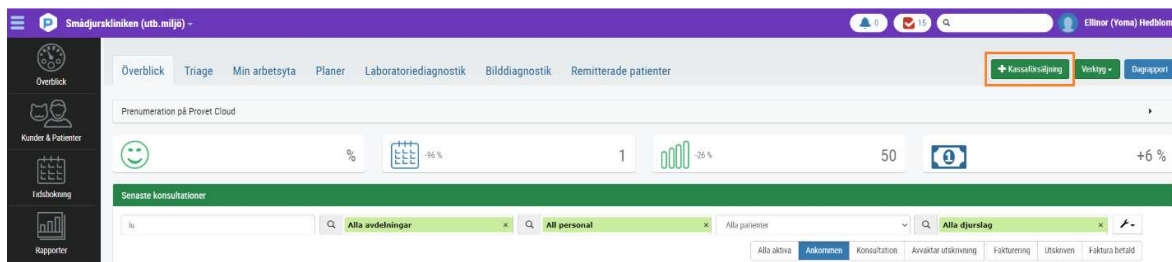 Smådjurskliniken (utb.miljö)
0
15
Ellinor (Yoma) Hedblom
Överblick
Triage
Min arbetsyta
Planer
Laboratoriediagnostik
Bilddiagnostik
Remitterade patienter
+ Kassaförsäljning
Verktyg
Dagrapport
Överblick
Kunder & Patienter
Tidsbokning
Rapporter
Prenumeration på Provet Cloud
%
-96 %
1
-26 %
50
+6 %
Senaste konsultationer
lu
Alla avdelningar ×
All personal ×
Alla patienter
Alla djurslag ×
Alla aktiva
Ankommen
Konsultation
Avvaktar utskrivning
Fakturering
Utskriven
Faktura betald